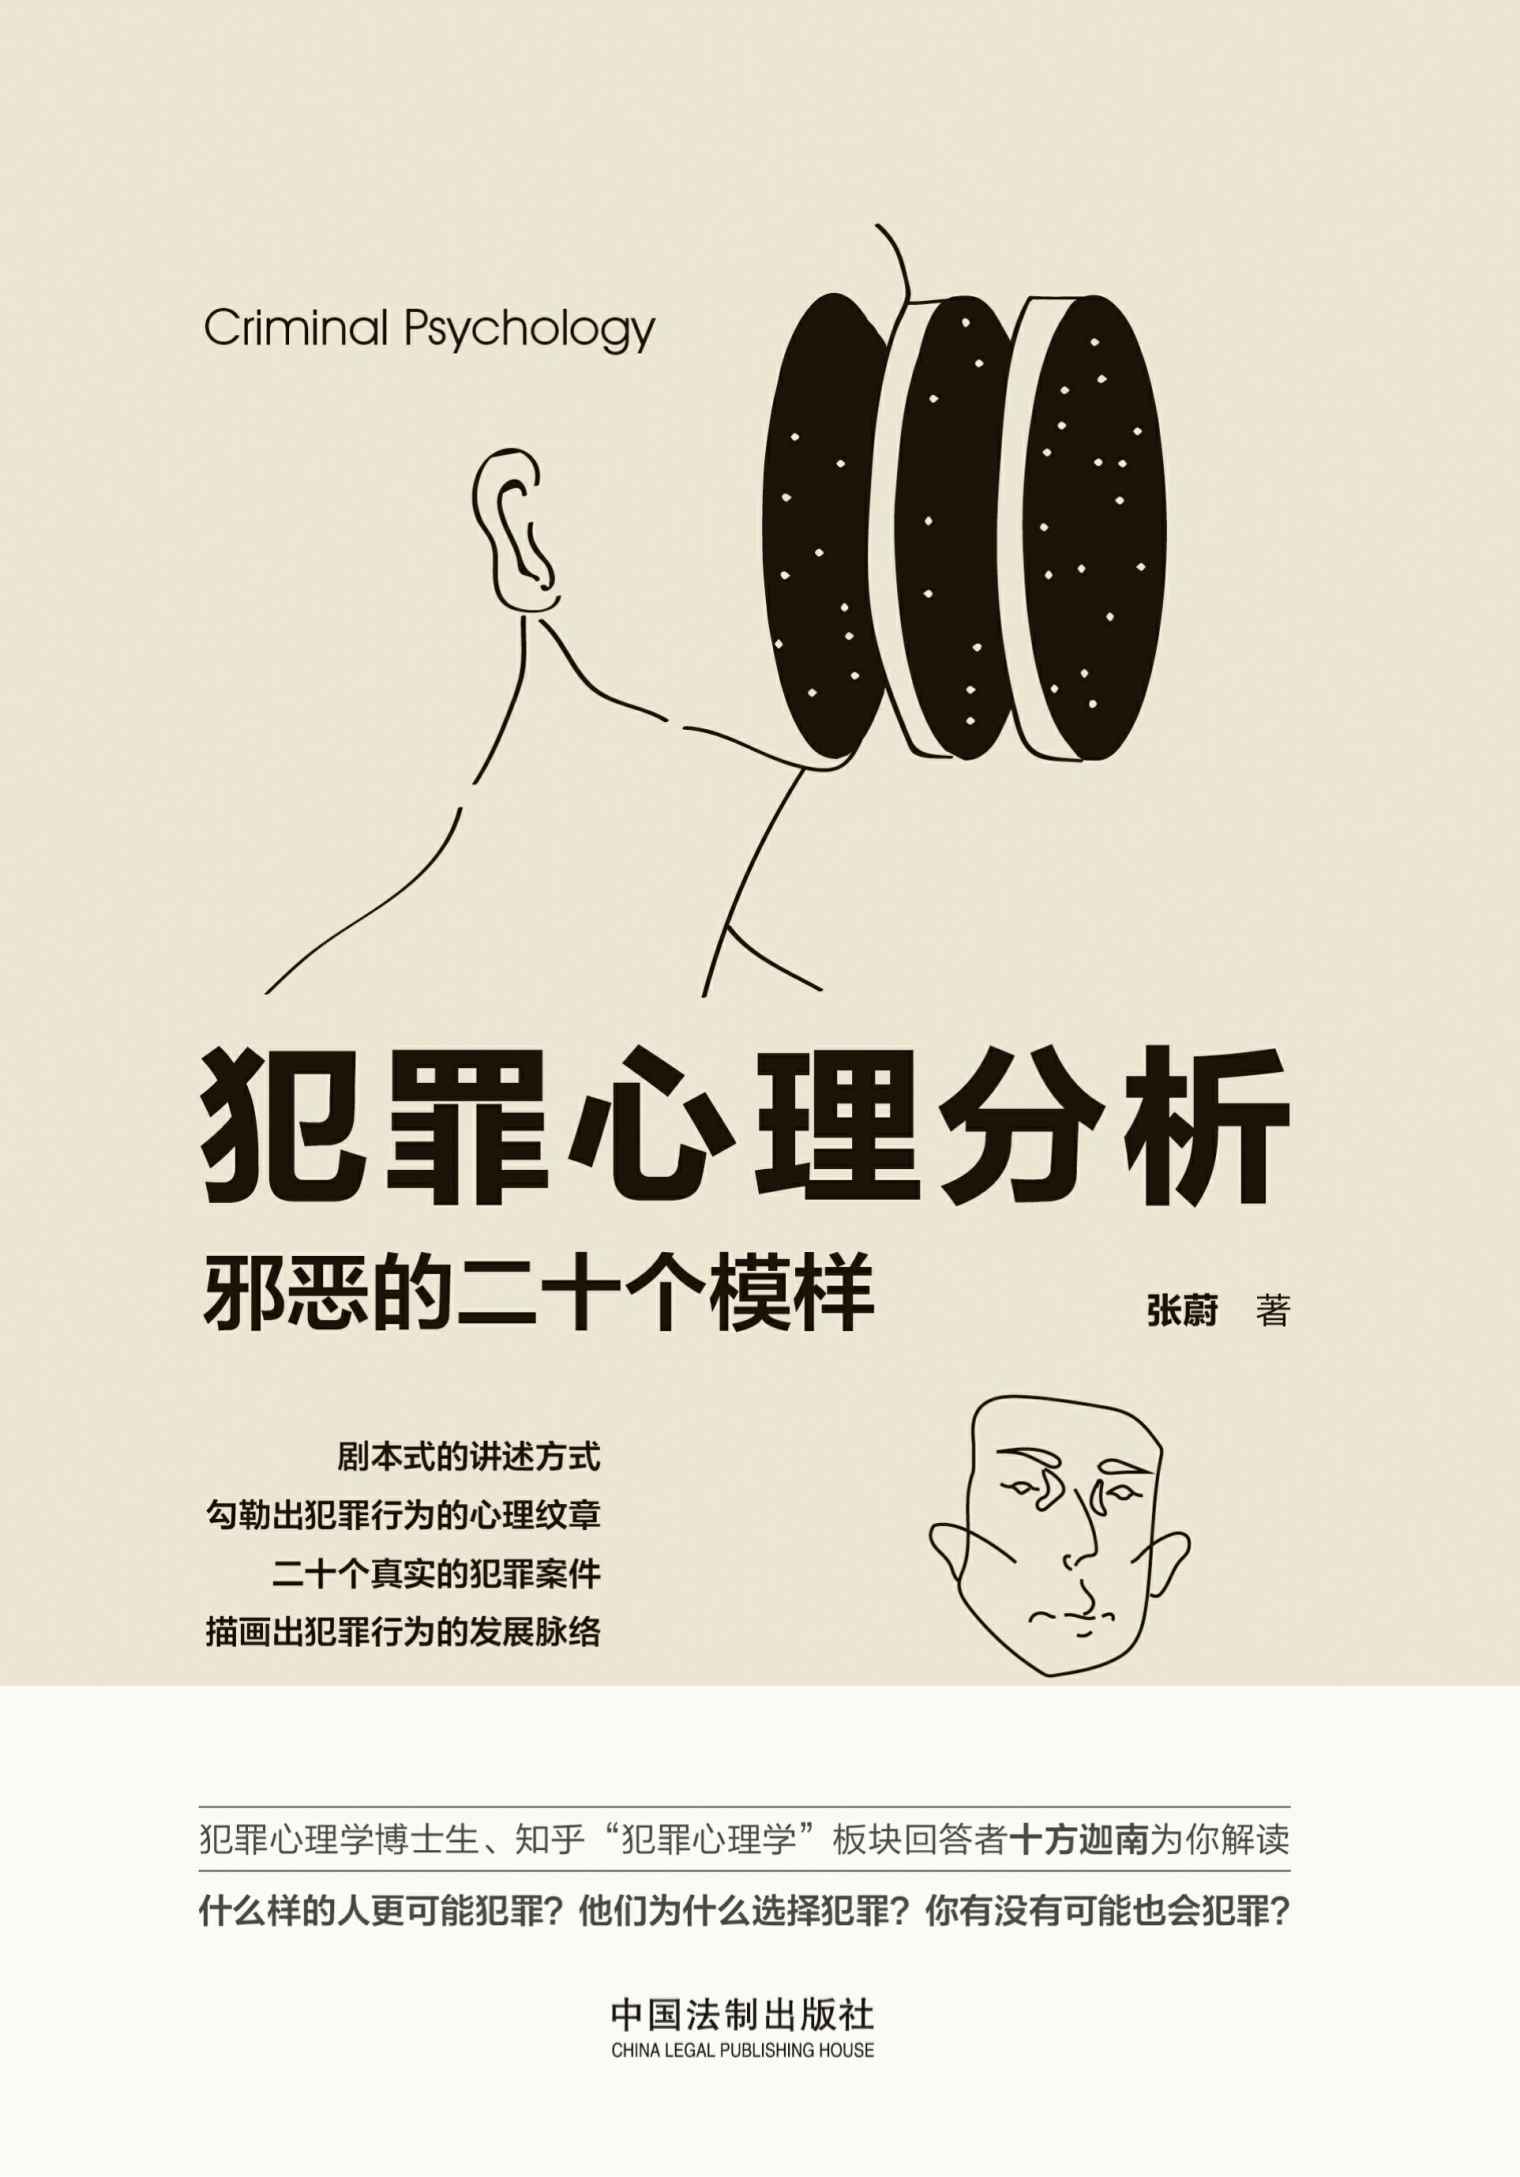 Criminal Psychology
犯罪心理分析
邪恶的二十个模样
张蔚 著
剧本式的讲述方式
勾勒出犯罪行为的心理纹章
二十个真实的犯罪案件
描画出犯罪行为的发展脉络
犯罪心理学博士生、知乎“犯罪心理学”板块回答者十方迦南为你解读
什么样的人更可能犯罪？他们为什么选择犯罪？你有没有可能也会犯罪？
中国法制出版社
CHINA LEGAL PUBLISHING HOUSE